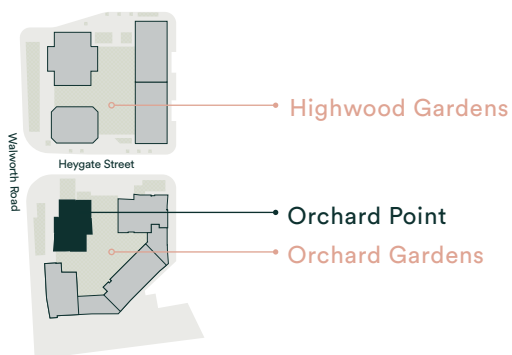 Highwood Gardens
Walworth Road
Heygate Street
Orchard Point
Orchard Gardens